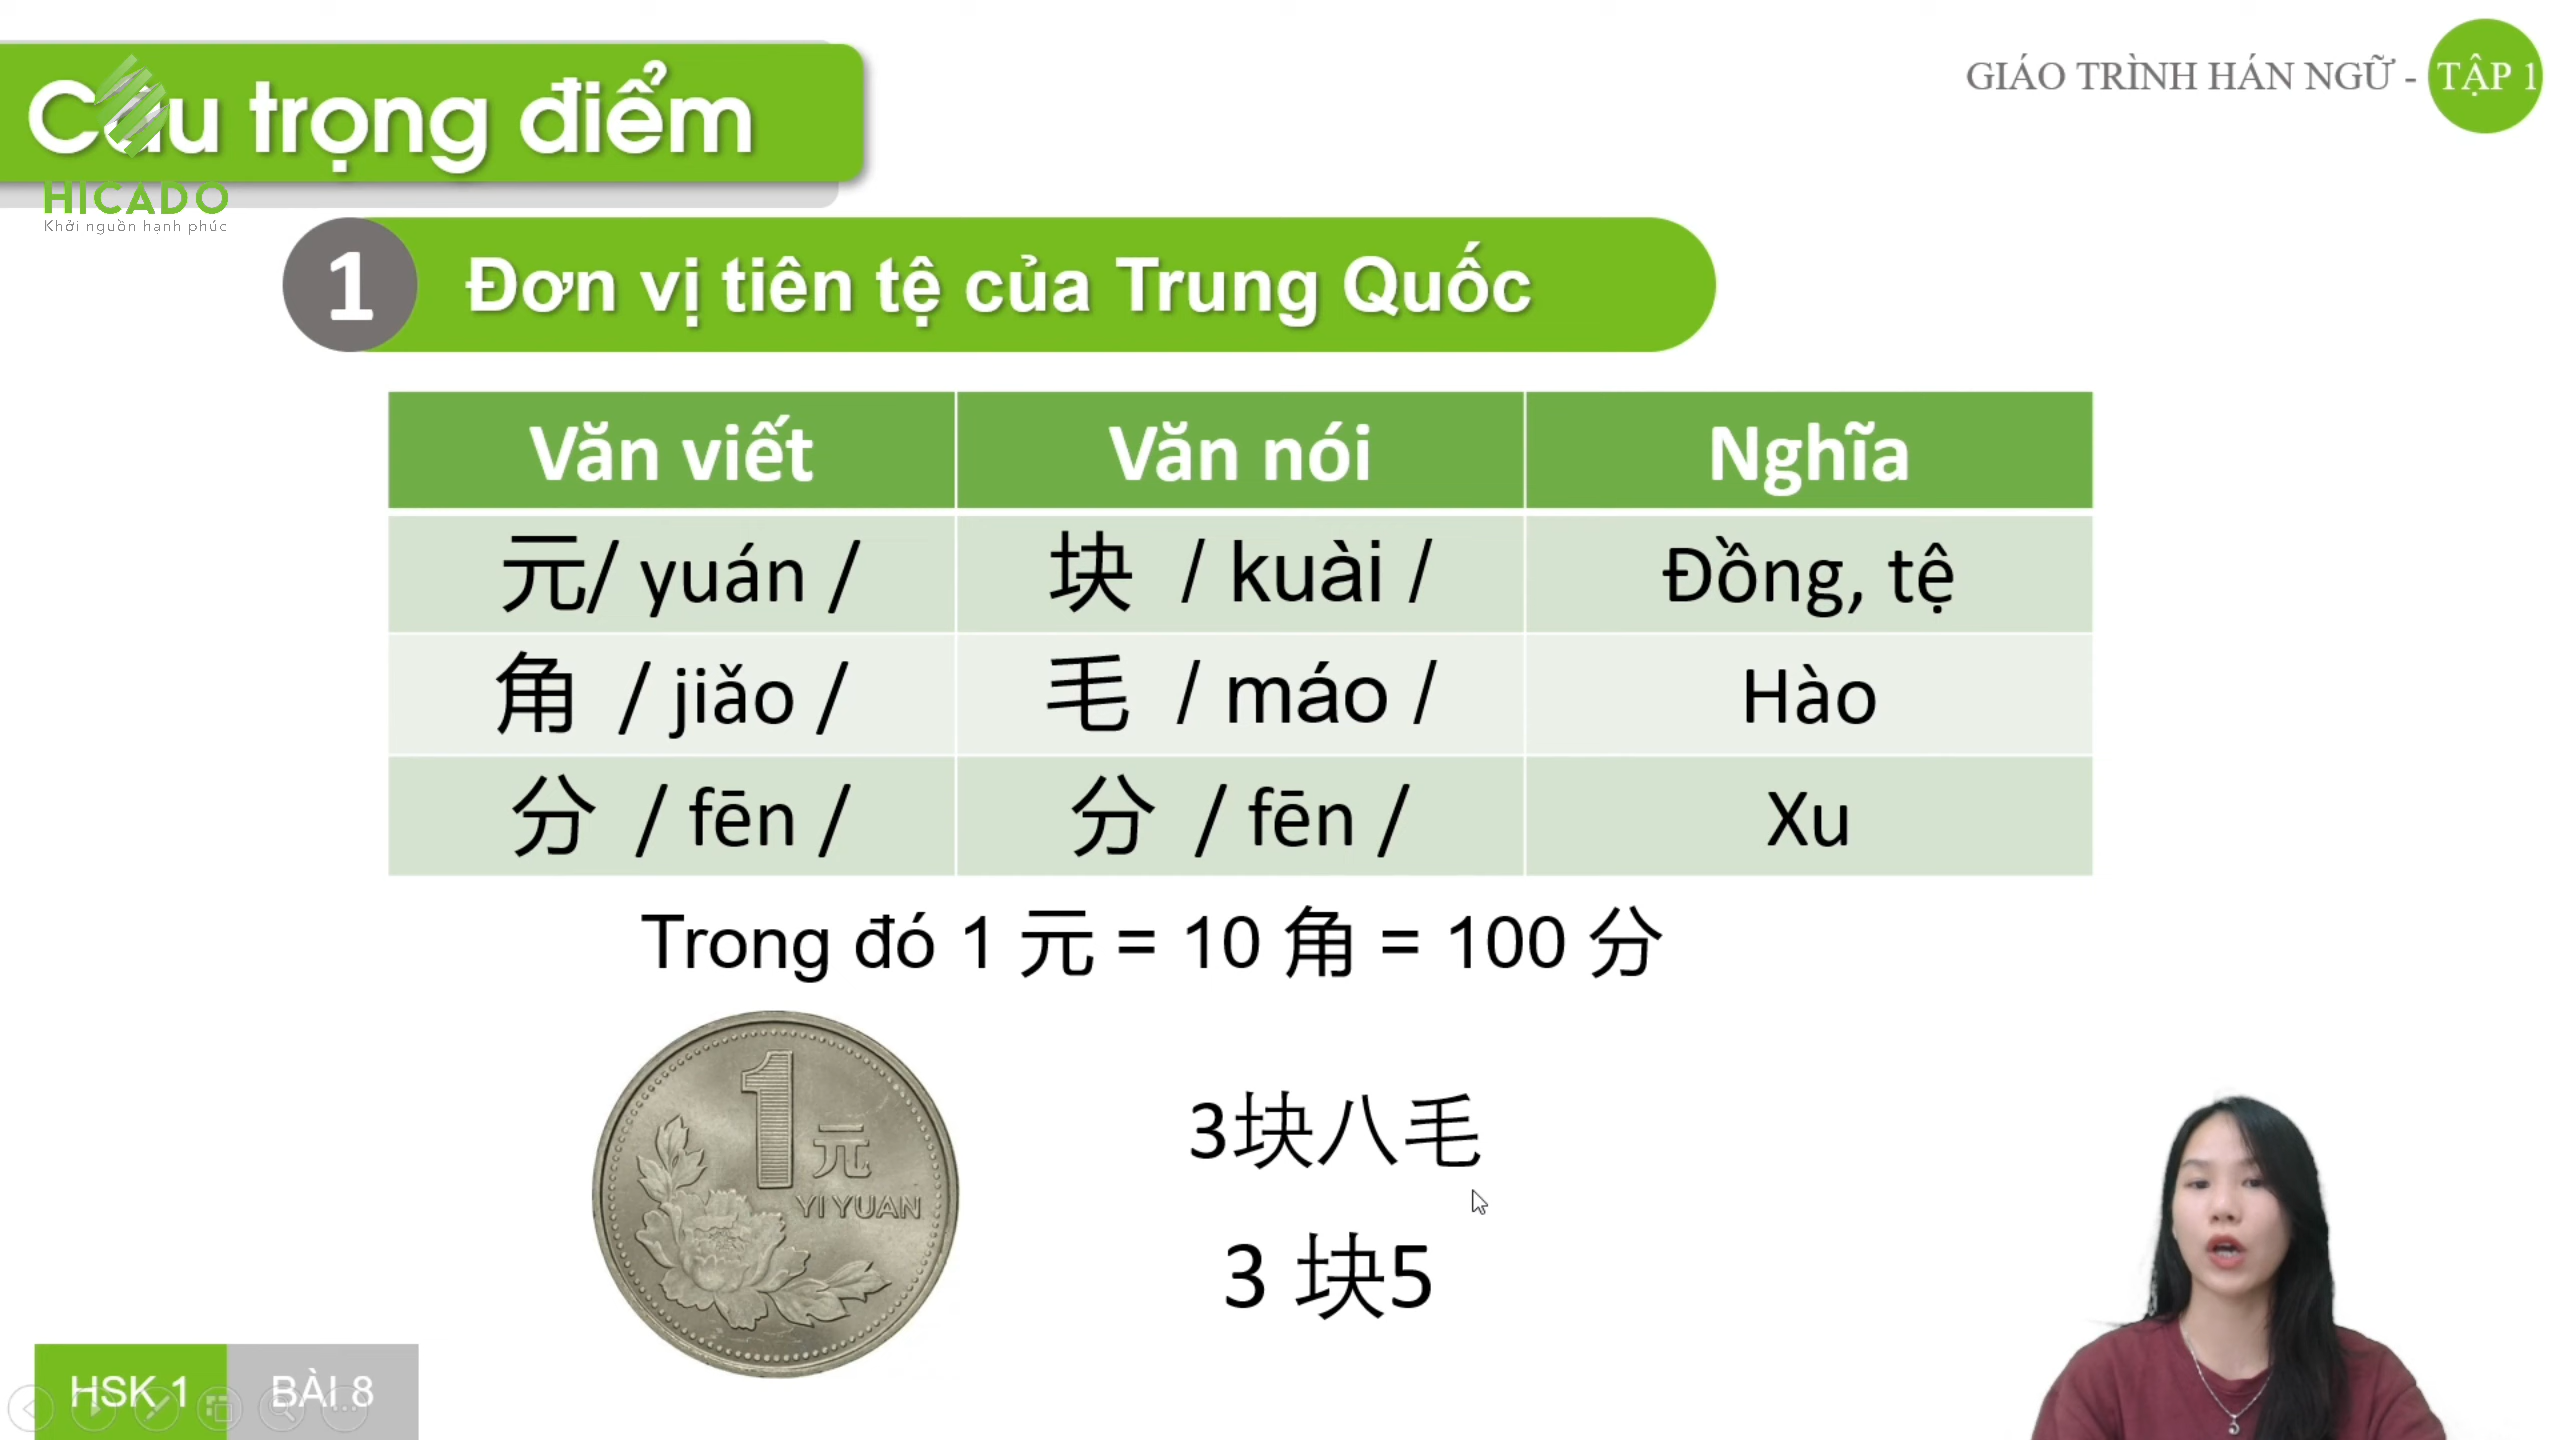 Câu trọng điểm
GIÁO TRÌNH HÁN NGỮ - TẬP 1
HICADO
Khởi nguồn hạnh phúc
1 Đơn vị tiền tệ của Trung Quốc
Văn viết Văn nói Nghĩa
元/ yuán / 块 / kuài / Đồng, tệ
角 / jiǎo / 毛 / máo / Hào
分 / fēn / 分 / fēn / Xu
Trong đó 1 元 = 10 角 = 100 分
1 元
YI YUAN
3块八毛
3 块5
HSK 1 BÀI 8